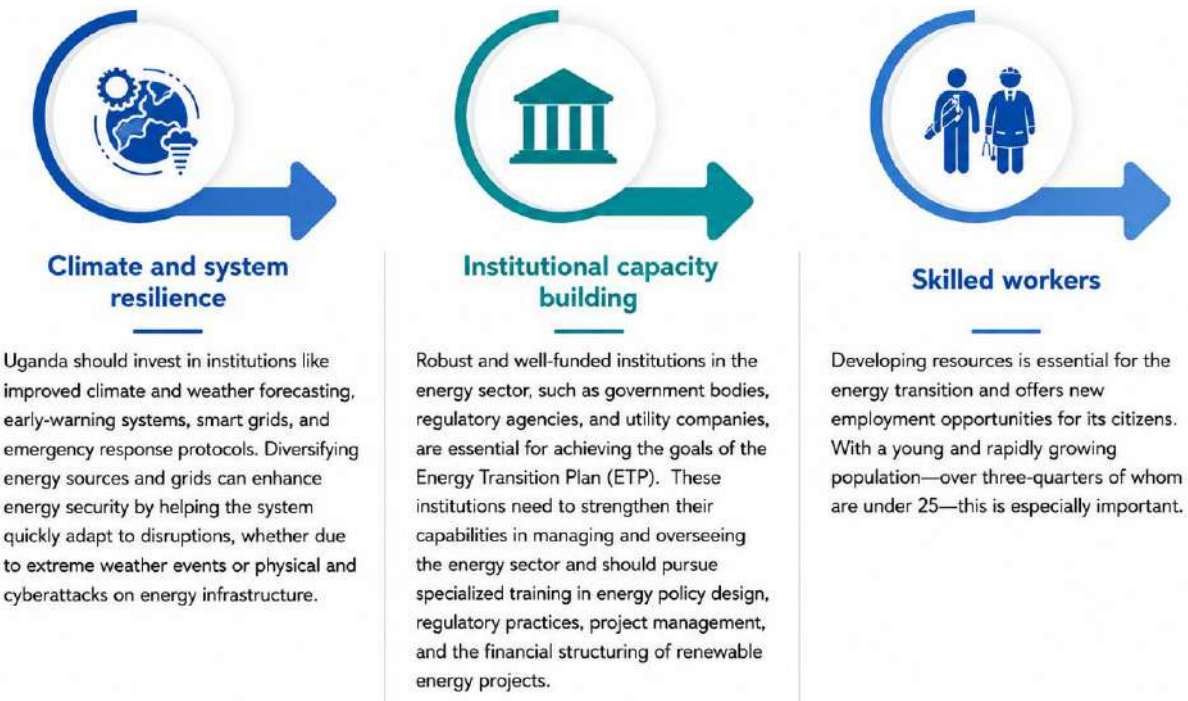 Climate and system
resilience
Uganda should invest in institutions like
improved climate and weather forecasting,
early-warning systems, smart grids, and
emergency response protocols. Diversifying
energy sources and grids can enhance
energy security by helping the system
quickly adapt to disruptions, whether due
to extreme weather events or physical and
cyberattacks on energy infrastructure.
Institutional capacity
building
Robust and well-funded institutions in the
energy sector, such as government bodies,
regulatory agencies, and utility companies,
are essential for achieving the goals of the
Energy Transition Plan (ETP). These
institutions need to strengthen their
capabilities in managing and overseeing
the energy sector and should pursue
specialized training in energy policy design,
regulatory practices, project management,
and the financial structuring of renewable
energy projects.
Skilled workers
Developing resources is essential for the
energy transition and offers new
employment opportunities for its citizens.
With a young and rapidly growing
population—over three-quarters of whom
are under 25—this is especially important.